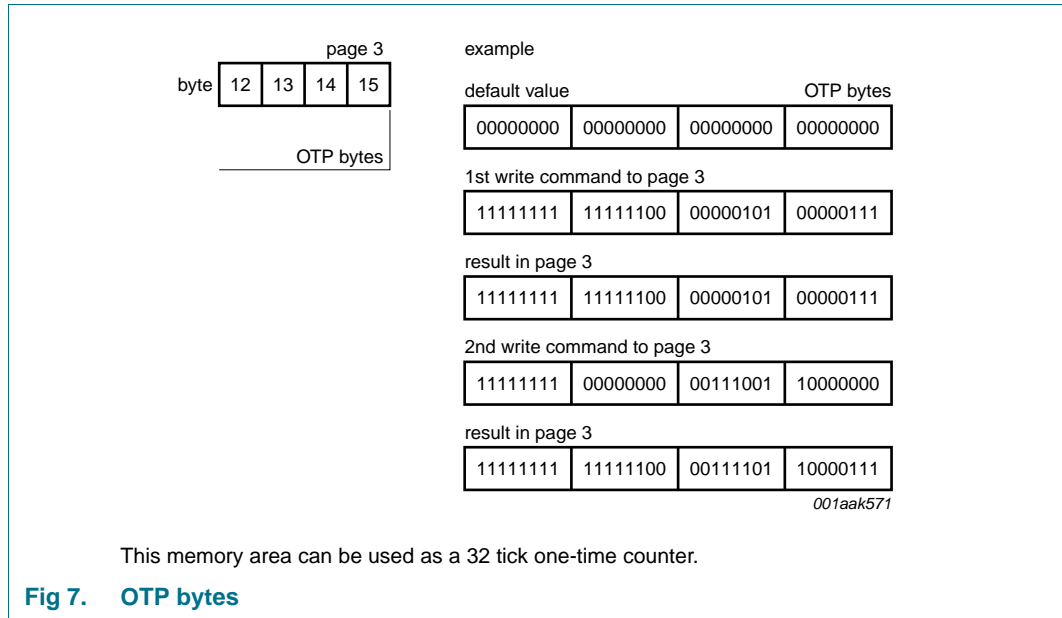 page 3
byte 12 13 14 15
OTP bytes
example
default value OTP bytes
00000000 00000000 00000000 00000000
1st write command to page 3
11111111 11111100 00000101 00000111
result in page 3
11111111 11111100 00000101 00000111
2nd write command to page 3
11111111 00000000 00111001 10000000
result in page 3
11111111 11111100 00111101 10000111
001aak571
This memory area can be used as a 32 tick one-time counter.
Fig 7. OTP bytes